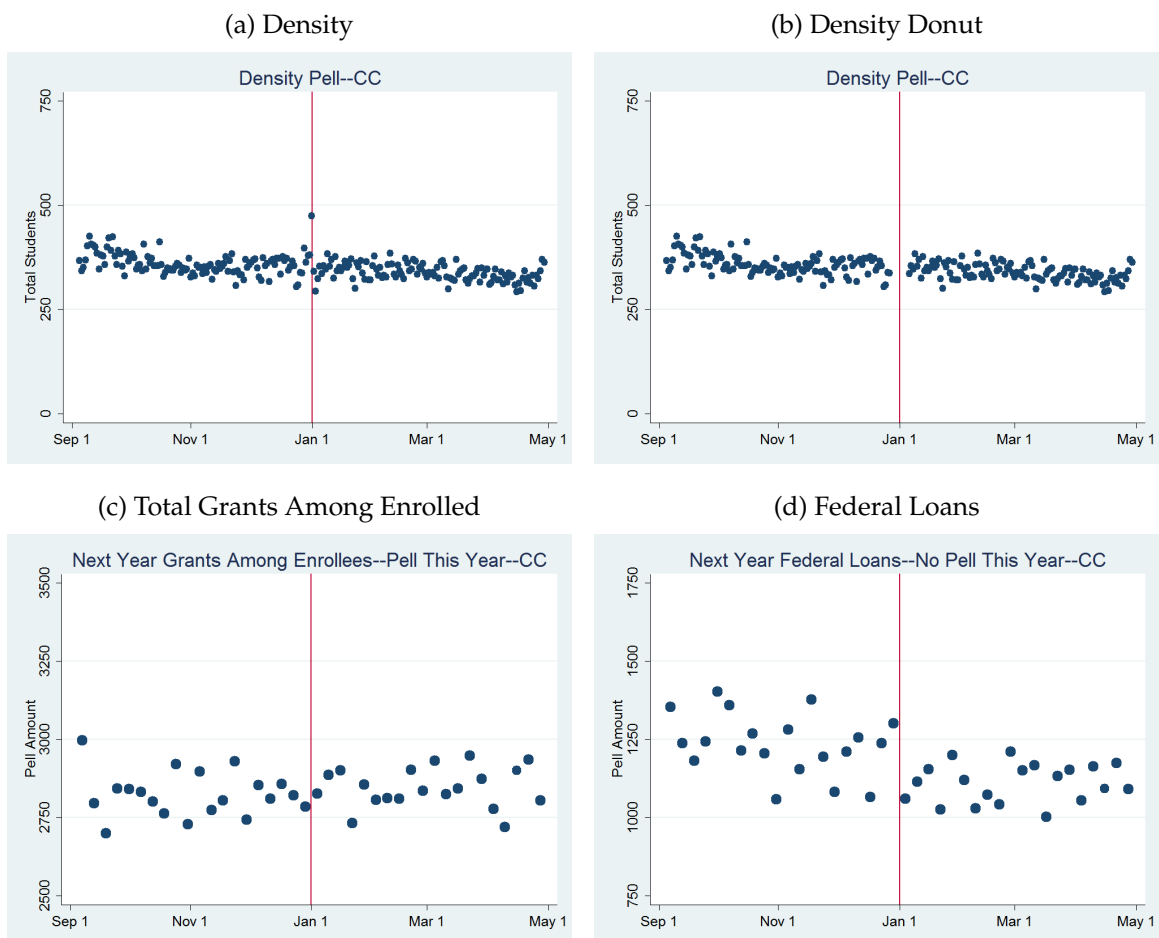 (a) Density
Density Pell--CC
Total Students
750
500
250
0
Sep 1 Nov 1 Jan 1 Mar 1 May 1
(b) Density Donut
Density Pell--CC
Total Students
750
500
250
0
Sep 1 Nov 1 Jan 1 Mar 1 May 1
(c) Total Grants Among Enrolled
Next Year Grants Among Enrollees--Pell This Year--CC
Pell Amount
3500
3250
3000
2750
2500
Sep 1 Nov 1 Jan 1 Mar 1 May 1
(d) Federal Loans
Next Year Federal Loans--No Pell This Year--CC
Pell Amount
1750
1500
1250
1000
750
Sep 1 Nov 1 Jan 1 Mar 1 May 1